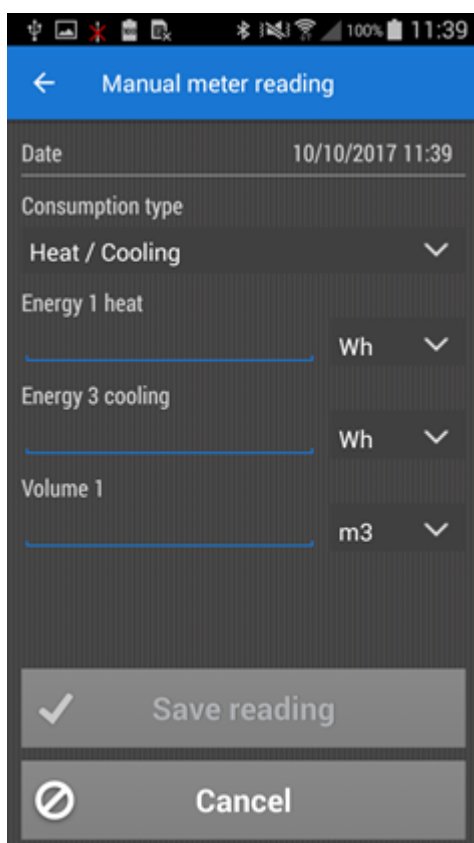 100% 11:39
Manual meter reading
Date 10/10/2017 11:39
Consumption type
Heat / Cooling
Energy 1 heat
Wh
Energy 3 cooling
Wh
Volume 1
m3
Save reading
Cancel